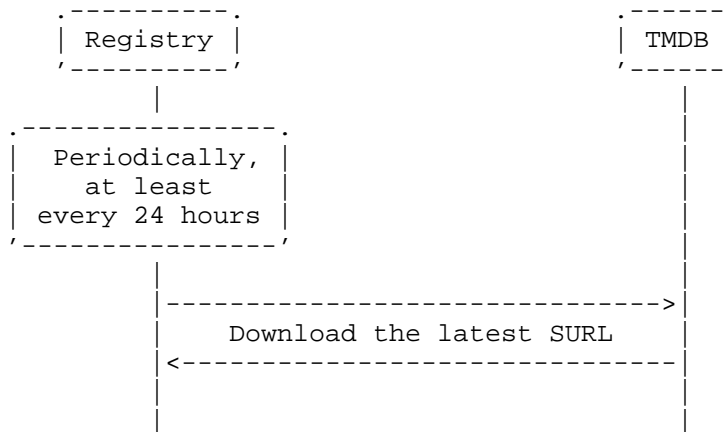 Registry
TMDB
Periodically,
at least
every 24 hours
Download the latest SURL